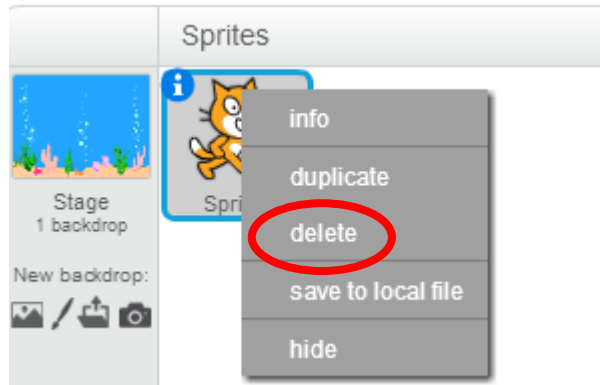 Sprites
i
info
duplicate
delete
save to local file
hide
Stage
1 backdrop
New backdrop: